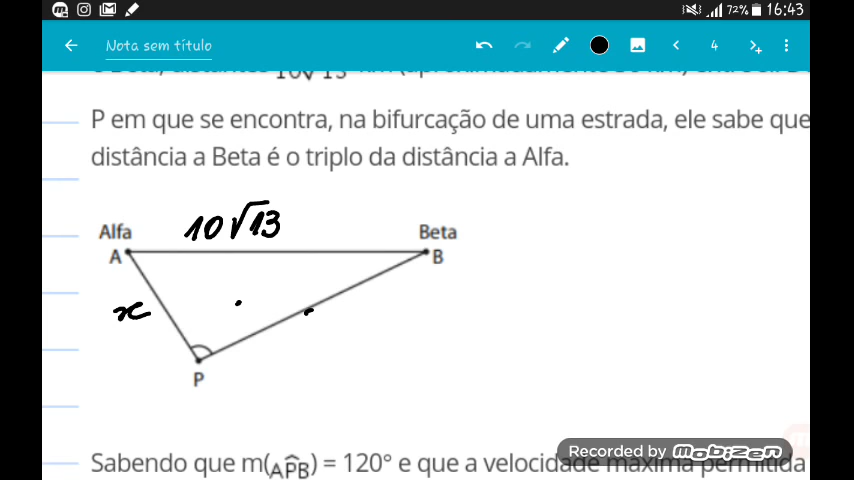 72% 16:43
Nota sem título
4
P em que se encontra, na bifurcação de uma estrada, ele sabe que
distância a Beta é o triplo da distância a Alfa.
10√13
Alfa Beta
A B
x
P
Recorded by mobizen
Sabendo que m(APB) = 120° e que a velocidade máxima permitida